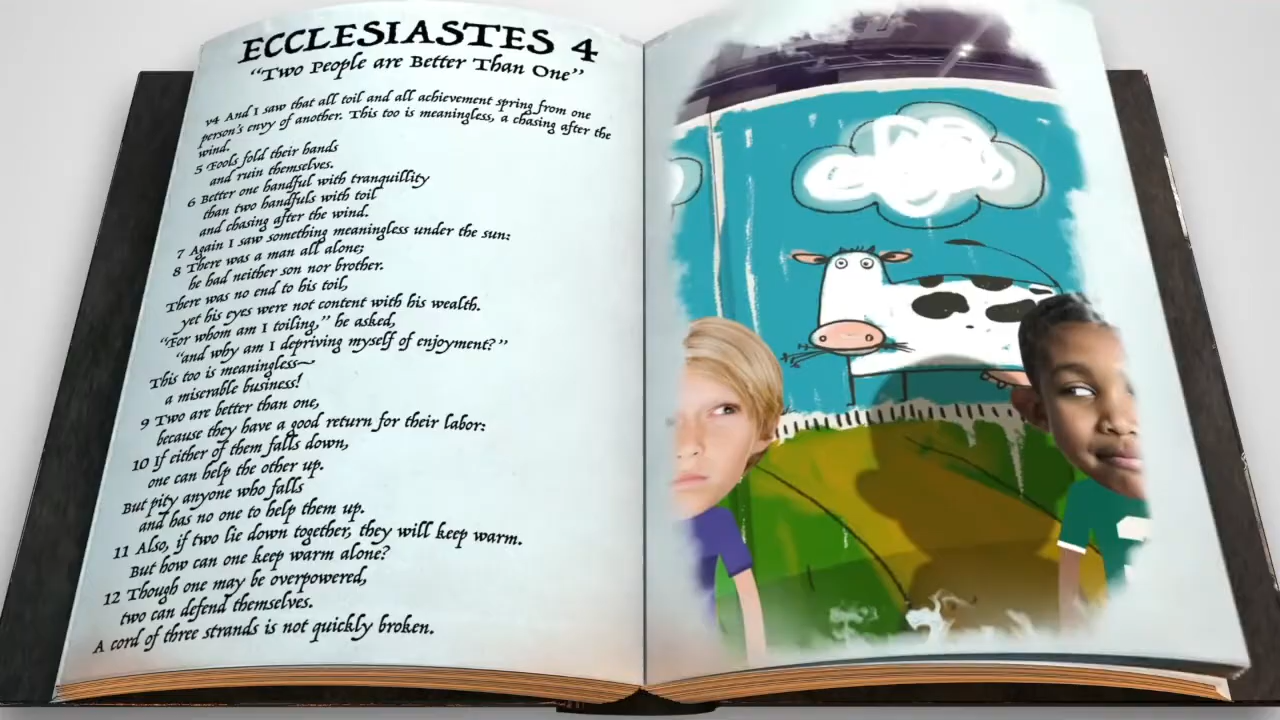 ECCLESIASTES 4
“Two People are Better Than One”
v4 And I saw that all toil and all achievement spring from one
person's envy of another. This too is meaningless, a chasing after the
wind.
5 Fools fold their hands
and ruin themselves.
6 Better one handful with tranquillity
than two handfuls with toil
and chasing after the wind.
7 Again I saw something meaningless under the sun:
8 There was a man all alone;
he had neither son nor brother.
There was no end to his toil,
yet his eyes were not content with his wealth.
“For whom am I toiling,” he asked,
“and why am I depriving myself of enjoyment?”
This too is meaningless~
a miserable business!
9 Two are better than one,
because they have a good return for their labor:
10 If either of them falls down,
one can help the other up.
But pity anyone who falls
and has no one to help them up.
11 Also, if two lie down together, they will keep warm.
But how can one keep warm alone?
12 Though one may be overpowered,
two can defend themselves.
A cord of three strands is not quickly broken.